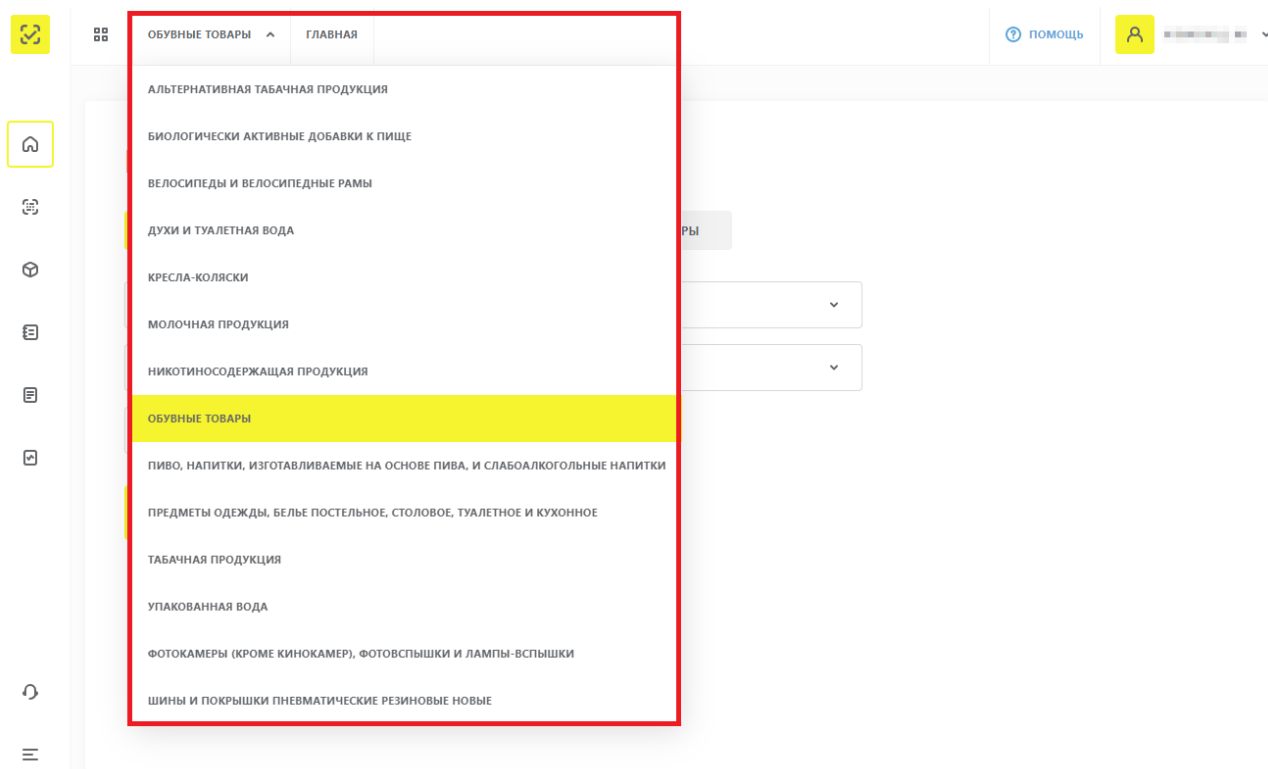 ОБУВНЫЕ ТОВАРЫ
ГЛАВНАЯ
ПОМОЩЬ
АЛЬТЕРНАТИВНАЯ ТАБАЧНАЯ ПРОДУКЦИЯ
БИОЛОГИЧЕСКИ АКТИВНЫЕ ДОБАВКИ К ПИЩЕ
ВЕЛОСИПЕДЫ И ВЕЛОСИПЕДНЫЕ РАМЫ
ДУХИ И ТУАЛЕТНАЯ ВОДА
КРЕСЛА-КОЛЯСКИ
МОЛОЧНАЯ ПРОДУКЦИЯ
НИКОТИНОСОДЕРЖАЩАЯ ПРОДУКЦИЯ
ОБУВНЫЕ ТОВАРЫ
ПИВО, НАПИТКИ, ИЗГОТАВЛИВАЕМЫЕ НА ОСНОВЕ ПИВА, И СЛАБОАЛКОГОЛЬНЫЕ НАПИТКИ
ПРЕДМЕТЫ ОДЕЖДЫ, БЕЛЬЕ ПОСТЕЛЬНОЕ, СТОЛОВОЕ, ТУАЛЕТНОЕ И КУХОННОЕ
ТАБАЧНАЯ ПРОДУКЦИЯ
УПАКОВАННАЯ ВОДА
ФОТОКАМЕРЫ (КРОМЕ КИНОКАМЕР), ФОТОВСПЫШКИ И ЛАМПЫ-ВСПЫШКИ
ШИНЫ И ПОКРЫШКИ ПНЕВМАТИЧЕСКИЕ РЕЗИНОВЫЕ НОВЫЕ